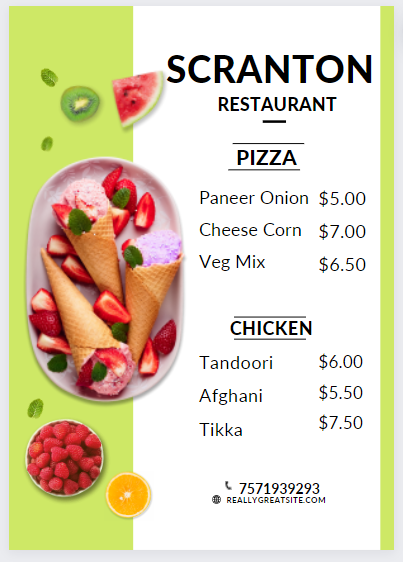 SCRANTON
RESTAURANT
PIZZA
Paneer Onion $5.00
Cheese Corn $7.00
Veg Mix $6.50
CHICKEN
Tandoori $6.00
Afghani $5.50
Tikka $7.50
7571939293
REALLYGREATSITE.COM